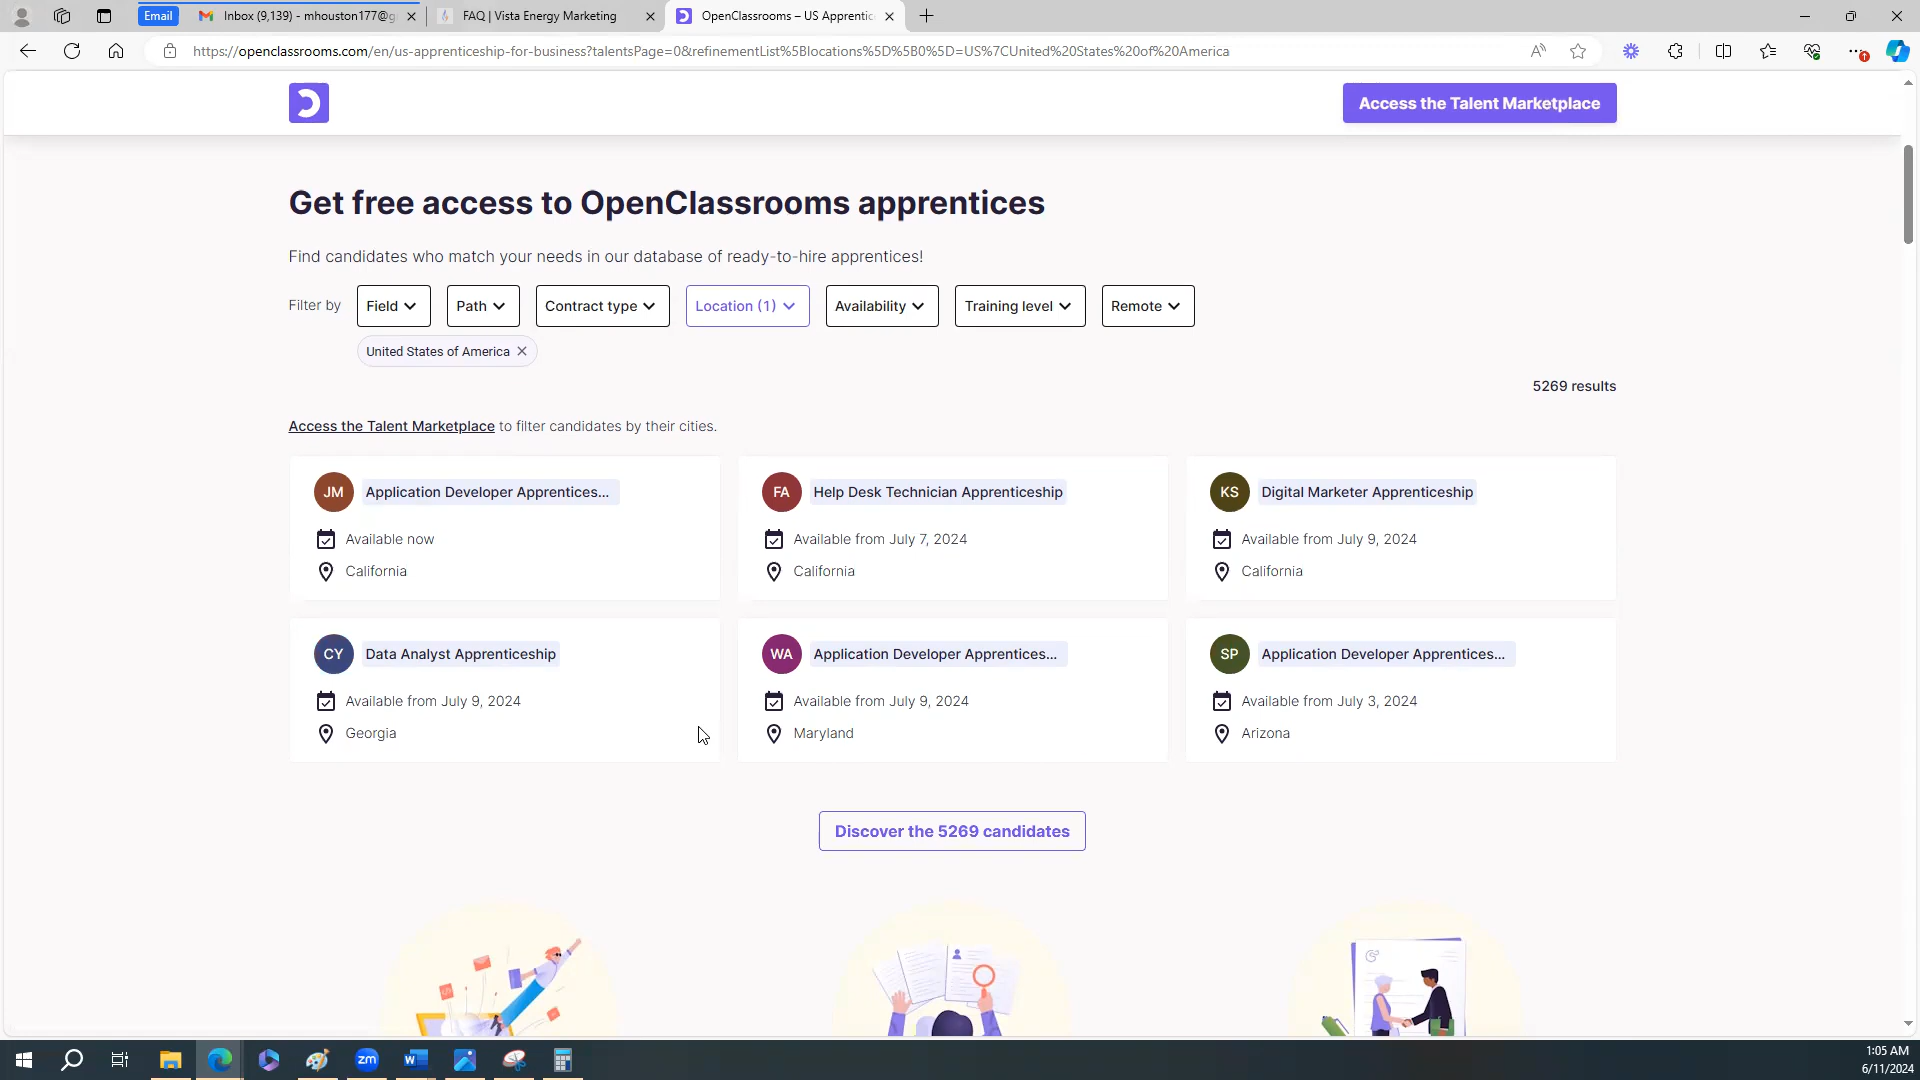 Email
Inbox (9,139) - mhouston177@g
FAQ | Vista Energy Marketing
OpenClassrooms – US Apprentic
https://openclassrooms.com/en/us-apprenticeship-for-business?talentsPage=0&refinementList%5Blocations%5D%5B0%5D=US%7CUnited%20States%20of%20America
Access the Talent Marketplace
Get free access to OpenClassrooms apprentices
Find candidates who match your needs in our database of ready-to-hire apprentices!
Filter by Field Path Contract type Location (1) Availability Training level Remote
United States of America
5269 results
Access the Talent Marketplace to filter candidates by their cities.
JM Application Developer Apprentices...
Available now
California
FA Help Desk Technician Apprenticeship
Available from July 7, 2024
California
KS Digital Marketer Apprenticeship
Available from July 9, 2024
California
CY Data Analyst Apprenticeship
Available from July 9, 2024
Georgia
WA Application Developer Apprentices...
Available from July 9, 2024
Maryland
SP Application Developer Apprentices...
Available from July 3, 2024
Arizona
Discover the 5269 candidates
zm
1:05 AM
6/11/2024